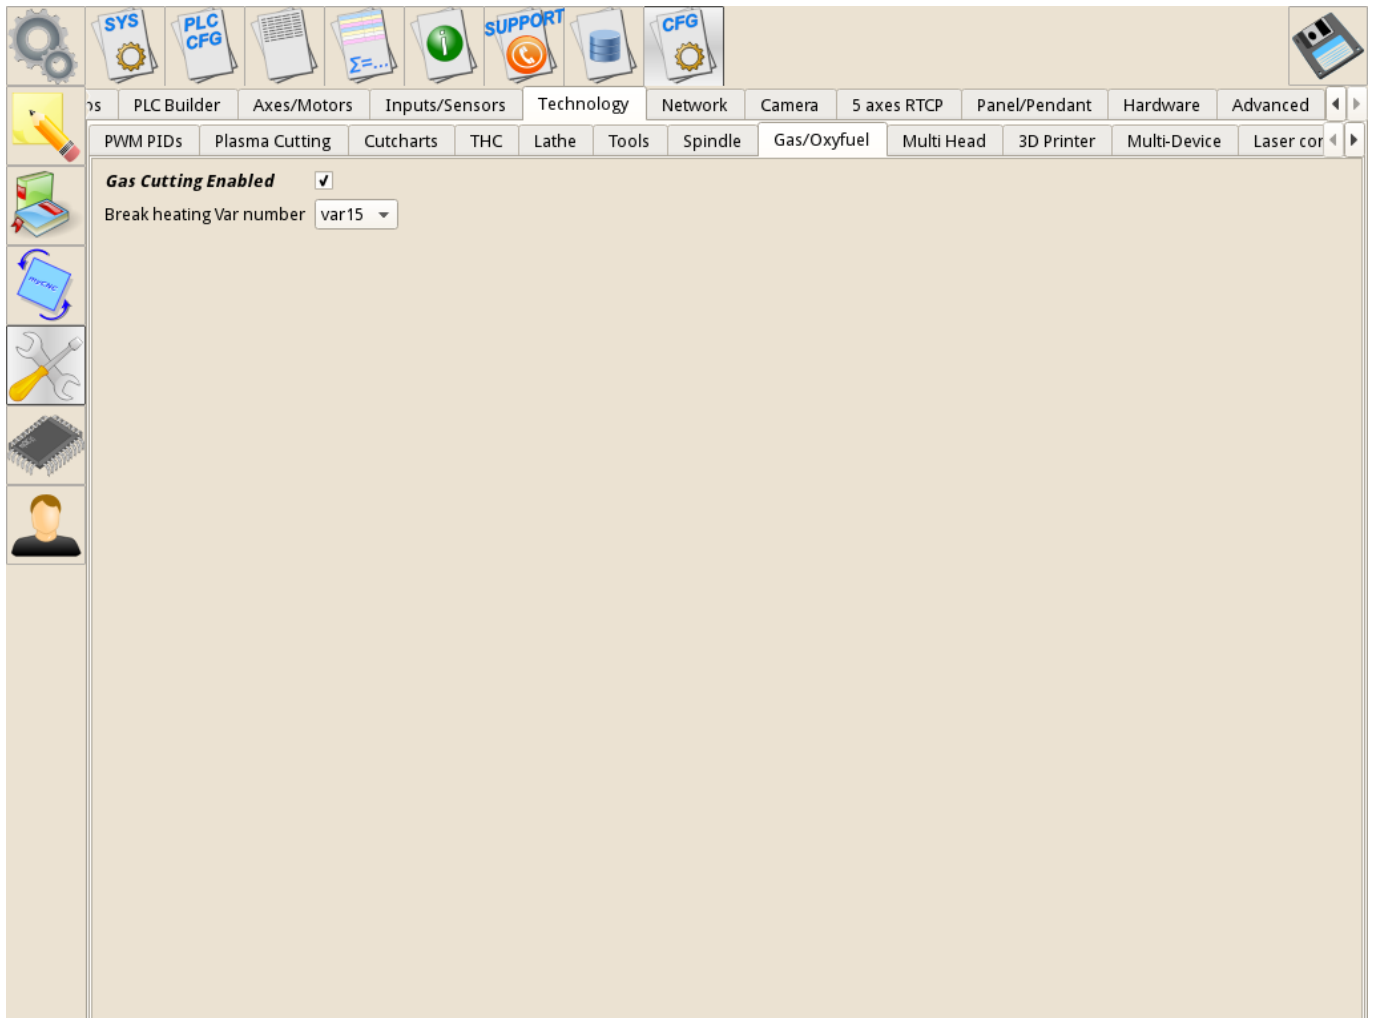 SYS
PLC
CFG
Σ=...
i
SUPPORT
CFG
ps PLC Builder Axes/Motors Inputs/Sensors Technology Network Camera 5 axes RTCP Panel/Pendant Hardware Advanced
PWM PIDs Plasma Cutting Cutcharts THC Lathe Tools Spindle Gas/Oxyfuel Multi Head 3D Printer Multi-Device Laser cor
Gas Cutting Enabled
Break heating Var number var15
myCNC